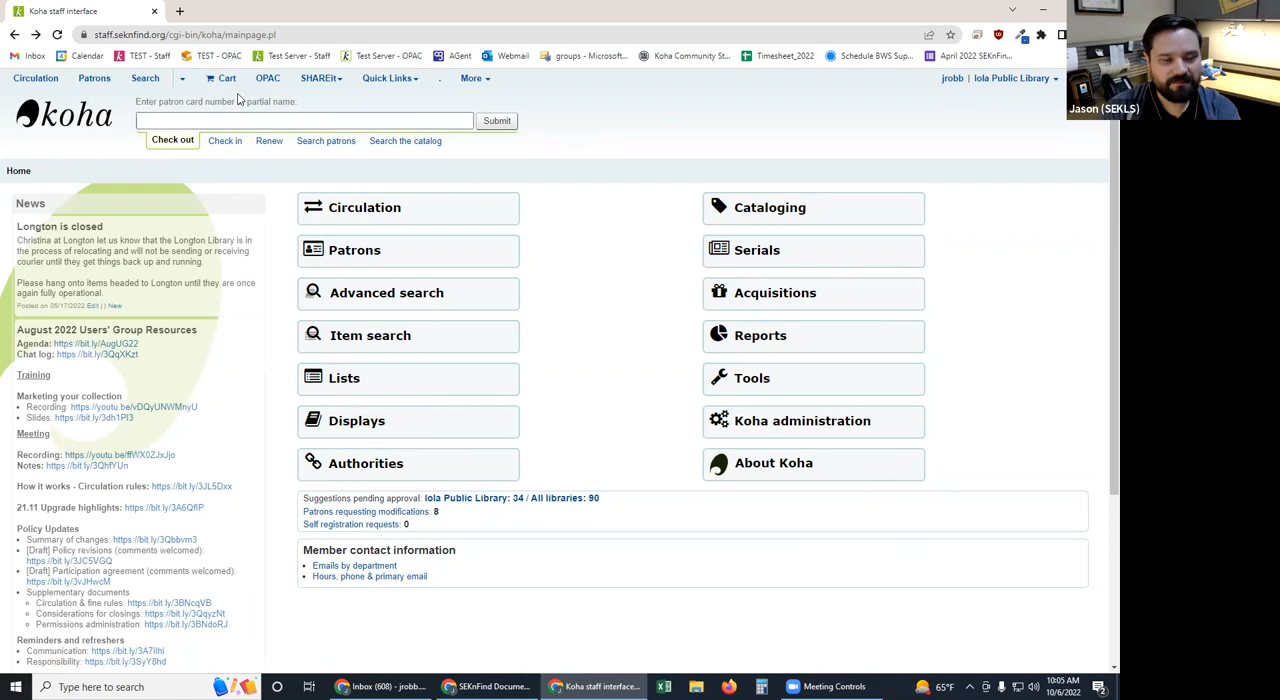 Koha staff interface
staff.seknfind.org/cgi-bin/koha/mainpage.pl
Inbox Calendar TEST - Staff TEST - OPAC Test Server - Staff Test Server - OPAC AGent Webmail groups - Microsoft... Koha Community St... Timesheet_2022 Schedule BWS Sup... April 2022 SEKnFin...
Circulation Patrons Search Cart OPAC SHAREit Quick Links . More jrobb | Iola Public Library
Jason (SEKLS)
koha
Enter patron card number partial name:
Submit
Check out Check in Renew Search patrons Search the catalog
Home
News
Longton is closed
Christina at Longton let us know that the Longton Library is in
the process of relocating and will not be sending or receiving
courier until they get things back up and running.
Please hang onto items headed to Longton until they are once
again fully operational.
Posted on 05/17/2022 Edit | | New
August 2022 Users' Group Resources
Agenda: https://bit.ly/AugUG22
Chat log: https://bit.ly/3QqXKzt
Training
Marketing your collection
• Recording: https://youtu.be/vDQyUNWMnyU
• Slides: https://bit.ly/3dh1PI3
Meeting
Recording: https://youtu.be/ffWX0ZJxJjo
Notes: https://bit.ly/3QhfYUn
How it works - Circulation rules: https://bit.ly/3JL5Dxx
21.11 Upgrade highlights: https://bit.ly/3A6QfIP
Policy Updates
• Summary of changes: https://bit.ly/3Qbbvm3
• [Draft] Policy revisions (comments welcomed):
https://bit.ly/3JC5VGQ
• [Draft] Participation agreement (comments welcomed):
https://bit.ly/3vJHwcM
• Supplementary documents
Circulation & fine rules: https://bit.ly/3BNcqVB
Considerations for closings: https://bit.ly/3QqyzNt
Permissions administration: https://bit.ly/3BNdoRJ
Reminders and refreshers
• Communication: https://bit.ly/3A7Iihi
• Responsibility: https://bit.ly/3SyY8hd
Circulation
Patrons
Advanced search
Item search
Lists
Displays
Authorities
Cataloging
Serials
Acquisitions
Reports
Tools
Koha administration
About Koha
Suggestions pending approval: Iola Public Library: 34 / All libraries: 90
Patrons requesting modifications: 8
Self registration requests: 0
Member contact information
• Emails by department
• Hours, phone & primary email
Type here to search
Inbox (608) - jrobb....
SEKnFind Docume...
Koha staff interface...
Meeting Controls
65°F
10:05 AM
10/6/2022
2